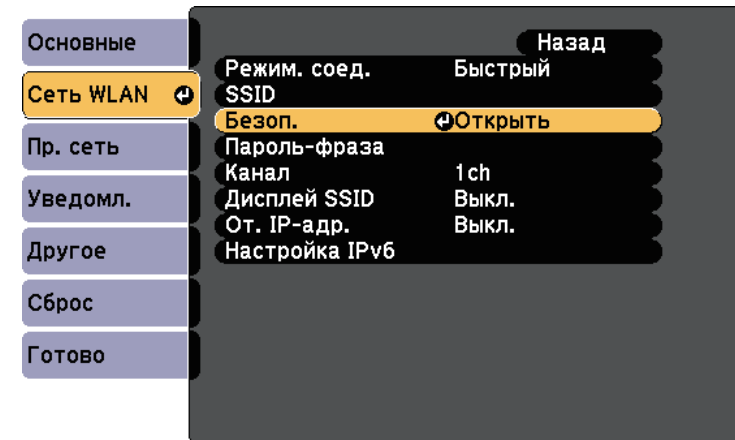 Основные
Сеть WLAN
Пр. сеть
Уведомл.
Другое
Сброс
Готово
Назад
Режим. соед. Быстрый
SSID
Безоп. Открыть
Пароль-фраза
Канал 1ch
Дисплей SSID Выкл.
От. IP-адр. Выкл.
Настройка IPv6